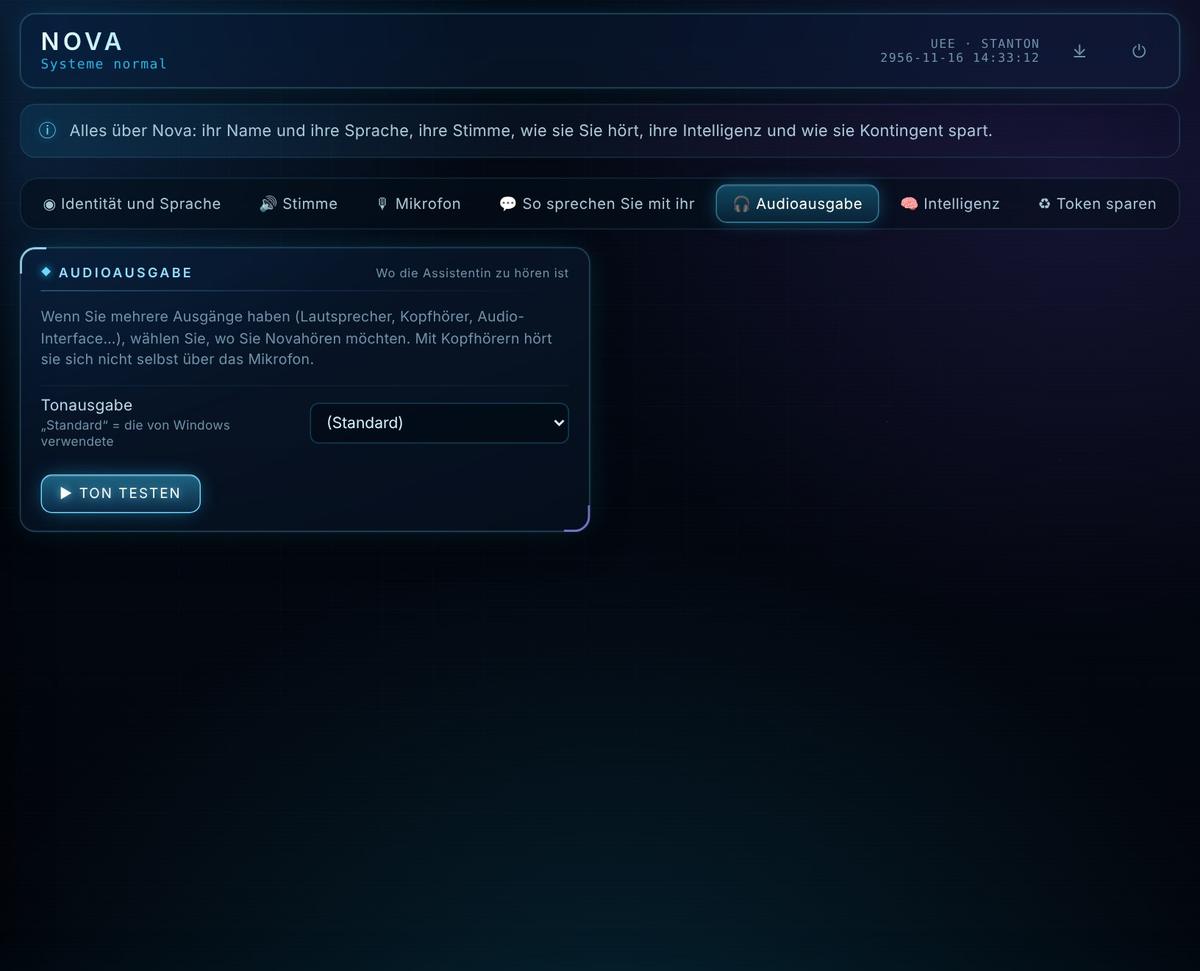 NOVA
Systeme normal
UEE · STANTON
2956-11-16 14:33:12
Alles über Nova: ihr Name und ihre Sprache, ihre Stimme, wie sie Sie hört, ihre Intelligenz und wie sie Kontingent spart.
Identität und Sprache
Stimme
Mikrofon
So sprechen Sie mit ihr
Audioausgabe
Intelligenz
Token sparen
AUDIOAUSGABE
Wo die Assistentin zu hören ist
Wenn Sie mehrere Ausgänge haben (Lautsprecher, Kopfhörer, Audio-
Interface...), wählen Sie, wo Sie Novahören möchten. Mit Kopfhörern hört
sie sich nicht selbst über das Mikrofon.
Tonausgabe
„Standard“ = die von Windows
verwendete
(Standard)
TON TESTEN